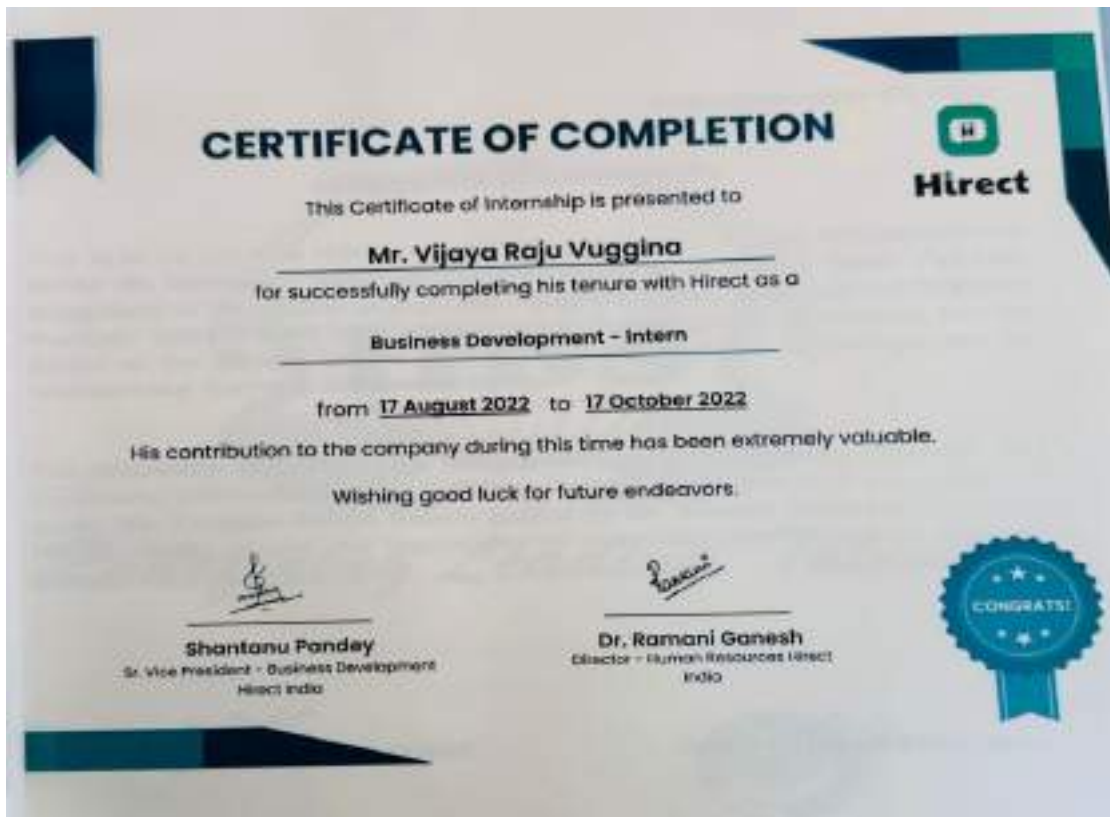 CERTIFICATE OF COMPLETION
Hirect
This Certificate of Internship is presented to
Mr. Vijaya Raju Vuggina
for successfully completing his tenure with Hirect as a
Business Development - Intern
from 17 August 2022 to 17 October 2022
His contribution to the company during this time has been extremely valuable.
Wishing good luck for future endeavors.
Ramani
Shantanu Pandey
Sr. Vice President - Business Development
Hirect India
Dr. Ramani Ganesh
Director - Human Resources Hirect
India
CONGRATS!